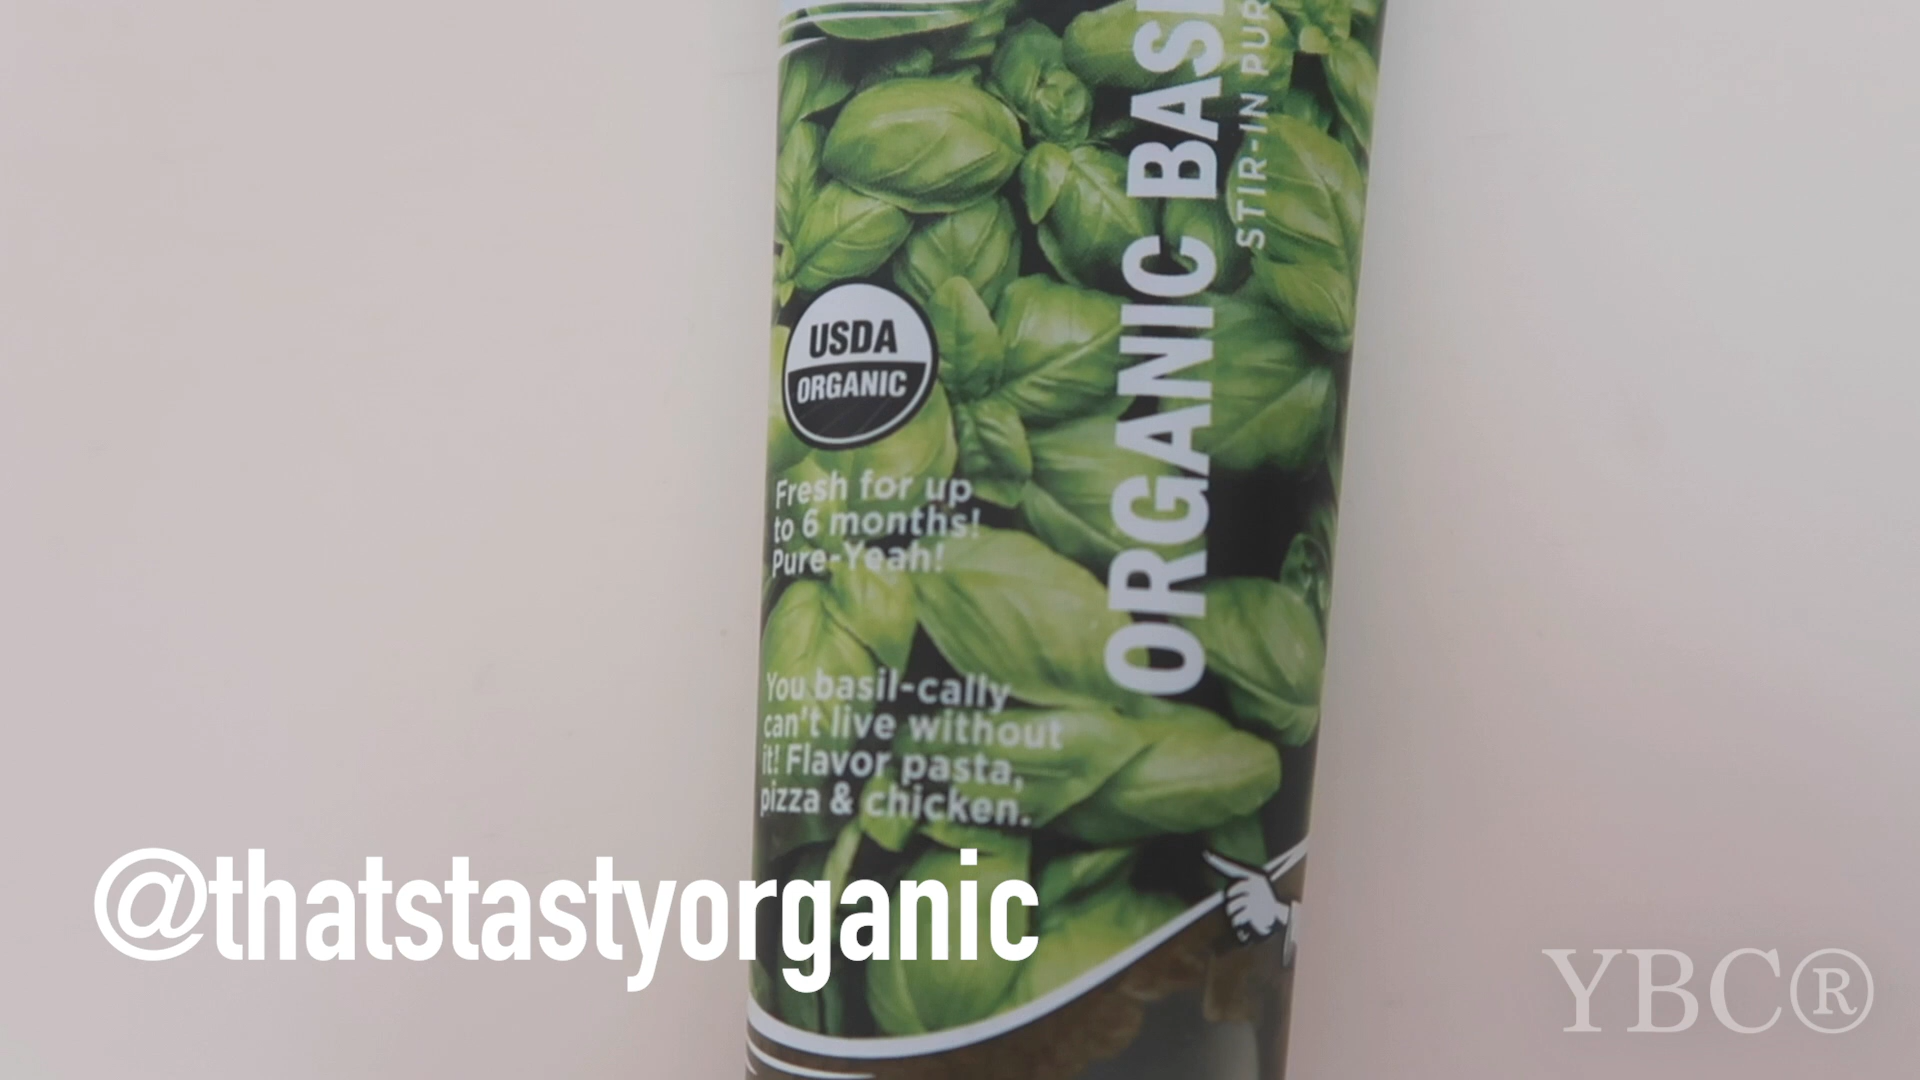 ORGANIC BASI
STIR-IN PUR
USDA
ORGANIC
Fresh for up
to 6 months!
Pure-Yeah!
You basil-cally
can't live without
it! Flavor pasta,
pizza & chicken.
@thatstastyorganic
YBC®